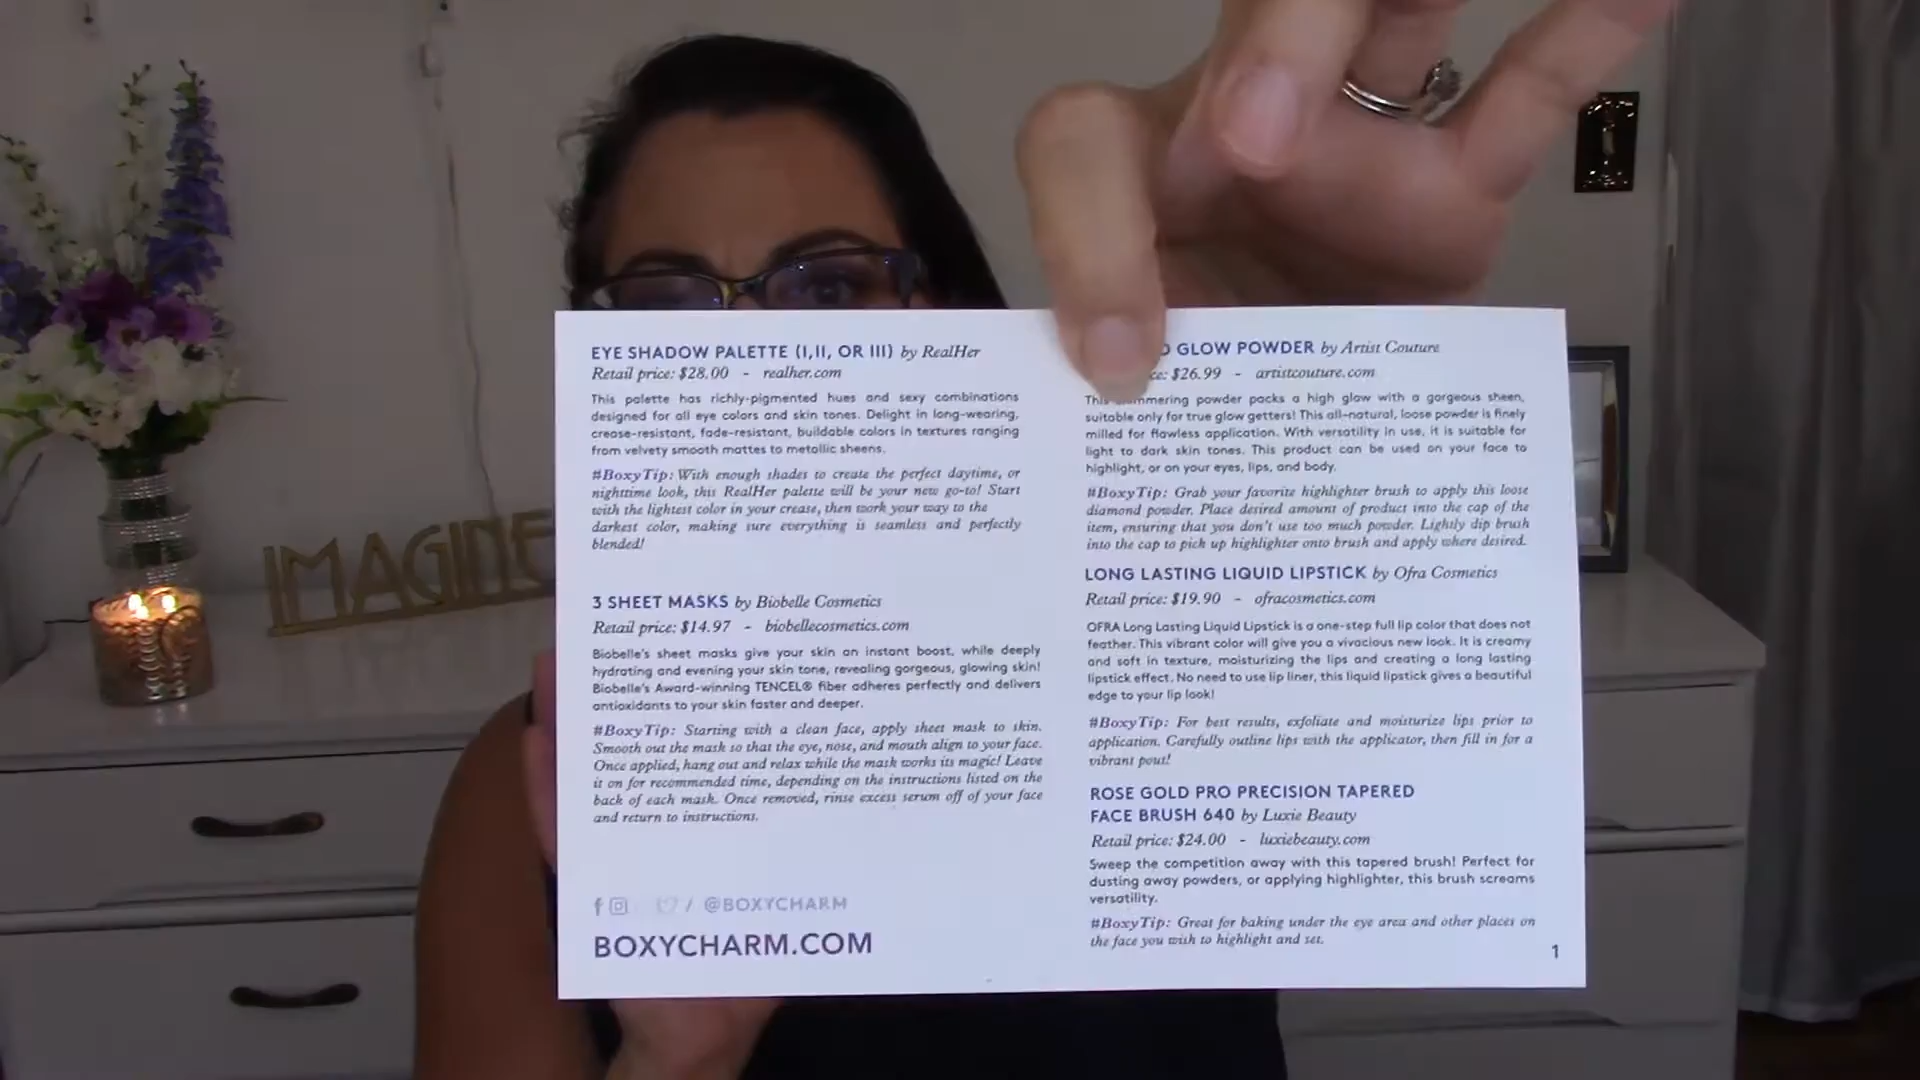 IMAGINE
EYE SHADOW PALETTE (I,II, OR III) by RealHer
Retail price: $28.00 - realher.com
This palette has richly-pigmented hues and sexy combinations
designed for all eye colors and skin tones. Delight in long-wearing,
crease-resistant, fade-resistant, buildable colors in textures ranging
from velvety smooth mattes to metallic sheens.
#BoxyTip: With enough shades to create the perfect daytime, or
nighttime look, this RealHer palette will be your new go-to! Start
with the lightest color in your crease, then work your way to the
darkest color, making sure everything is seamless and perfectly
blended!
3 SHEET MASKS by Biobelle Cosmetics
Retail price: $14.97 - biobellecosmetics.com
Biobelle's sheet masks give your skin an instant boost, while deeply
hydrating and evening your skin tone, revealing gorgeous, glowing skin!
Biobelle's Award-winning TENCEL® fiber adheres perfectly and delivers
antioxidants to your skin faster and deeper.
#BoxyTip: Starting with a clean face, apply sheet mask to skin.
Smooth out the mask so that the eye, nose, and mouth align to your face.
Once applied, hang out and relax while the mask works its magic! Leave
it on for recommended time, depending on the instructions listed on the
back of each mask. Once removed, rinse excess serum off of your face
and return to instructions.
/ @BOXYCHARM
BOXYCHARM.COM
GLOW POWDER by Artist Couture
$26.99 - artistcouture.com
This powder packs a high glow with a gorgeous sheen,
suitable only for true glow getters! This all-natural, loose powder is finely
milled for flawless application. With versatility in use, it is suitable for
light to dark skin tones. This product can be used on your face to
highlight, or on your eyes, lips, and body.
#BoxyTip: Grab your favorite highlighter brush to apply this loose
diamond powder. Place desired amount of product into the cap of the
item, ensuring that you don't use too much powder. Lightly dip brush
into the cap to pick up highlighter onto brush and apply where desired.
LONG LASTING LIQUID LIPSTICK by Ofra Cosmetics
Retail price: $19.90 - ofracosmetics.com
OFRA Long Lasting Liquid Lipstick is a one-step full lip color that does not
feather. This vibrant color will give you a vivacious new look. It is creamy
and soft in texture, moisturizing the lips and creating a long lasting
lipstick effect. No need to use lip liner, this liquid lipstick gives a beautiful
edge to your lip look!
#BoxyTip: For best results, exfoliate and moisturize lips prior to
application. Carefully outline lips with the applicator, then fill in for a
vibrant pout!
ROSE GOLD PRO PRECISION TAPERED
FACE BRUSH 640 by Luxie Beauty
Retail price: $24.00 - luxiebeauty.com
Sweep the competition away with this tapered brush! Perfect for
dusting away powders, or applying highlighter, this brush screams
versatility.
#BoxyTip: Great for baking under the eye area and other places on
the face you wish to highlight and set.
1